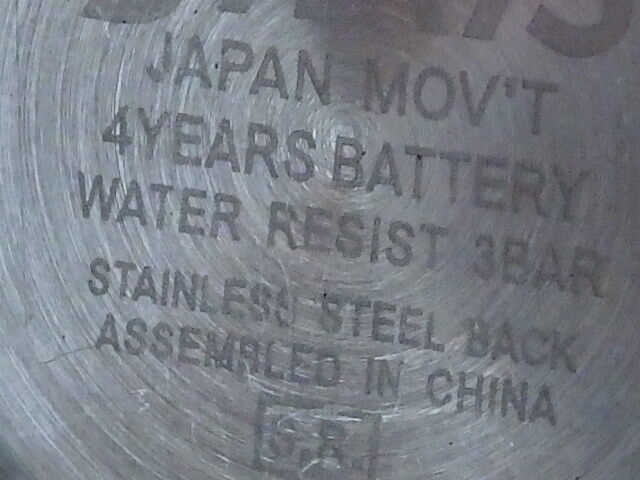 JAPAN MOV'T
4YEARS BATTERY
WATER RESIST 3BAR
STAINLESS STEEL BACK
ASSEMBLED IN CHINA
S.R.